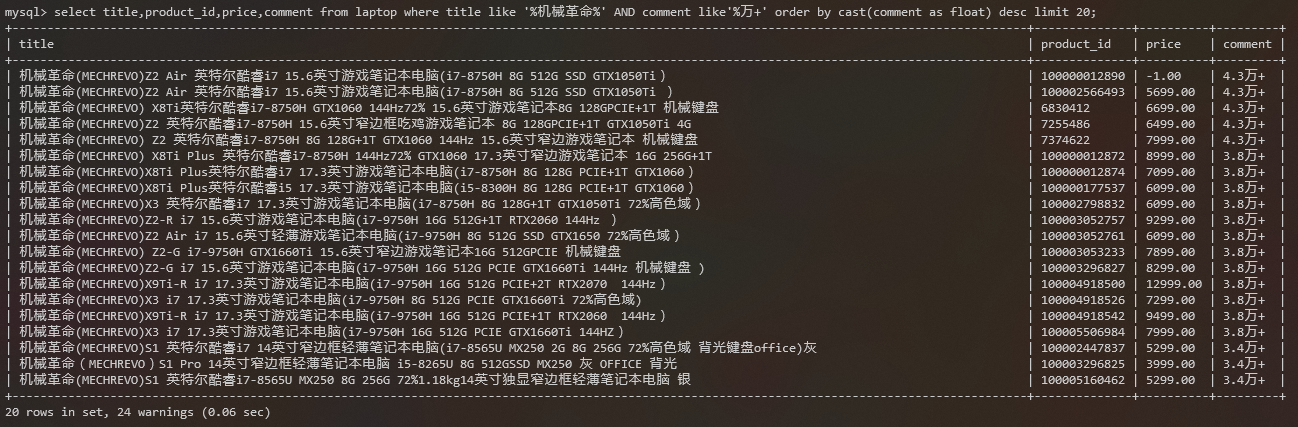 mysql> select title,product_id,price,comment from laptop where title like '%机械革命%' AND comment like'%万+' order by cast(comment as float) desc limit 20;
| title | product_id | price | comment |
| 机械革命(MECHREVO)Z2 Air 英特尔酷睿i7 15.6英寸游戏笔记本电脑(i7-8750H 8G 512G SSD GTX1050Ti ) | 100000012890 | -1.00 | 4.3万+ |
| 机械革命(MECHREVO)Z2 Air 英特尔酷睿i7 15.6英寸游戏笔记本电脑(i7-8750H 8G 512G SSD GTX1050Ti ) | 100002566493 | 5699.00 | 4.3万+ |
| 机械革命(MECHREVO) X8Ti英特尔酷睿i7-8750H GTX1060 144Hz72% 15.6英寸游戏笔记本8G 128GPCIE+1T 机械键盘 | 6830412 | 6699.00 | 4.3万+ |
| 机械革命(MECHREVO)Z2 英特尔酷睿i7-8750H 15.6英寸窄边框吃鸡游戏笔记本 8G 128GPCIE+1T GTX1050Ti 4G | 7255486 | 6499.00 | 4.3万+ |
| 机械革命(MECHREVO) Z2 英特尔酷睿i7-8750H 8G 128G+1T GTX1060 144Hz 15.6英寸窄边游戏笔记本 机械键盘 | 7374622 | 7999.00 | 4.3万+ |
| 机械革命(MECHREVO) X8Ti Plus 英特尔酷睿i7-8750H 144Hz72% GTX1060 17.3英寸窄边游戏笔记本 16G 256G+1T | 100000012872 | 8999.00 | 3.8万+ |
| 机械革命(MECHREVO)X8Ti Plus英特尔酷睿i7 17.3英寸游戏笔记本电脑(i7-8750H 8G 128G PCIE+1T GTX1060) | 100000012874 | 7099.00 | 3.8万+ |
| 机械革命(MECHREVO)X8Ti Plus英特尔酷睿i5 17.3英寸游戏笔记本电脑(i5-8300H 8G 128G PCIE+1T GTX1060) | 100000177537 | 6099.00 | 3.8万+ |
| 机械革命(MECHREVO)X3 英特尔酷睿i7 17.3英寸游戏笔记本电脑(i7-8750H 8G 128G+1T GTX1050Ti 72%高色域) | 100002798832 | 6099.00 | 3.8万+ |
| 机械革命(MECHREVO)Z2-R i7 15.6英寸游戏笔记本电脑(i7-9750H 16G 512G+1T RTX2060 144Hz ) | 100003052757 | 9299.00 | 3.8万+ |
| 机械革命(MECHREVO)Z2 Air i7 15.6英寸轻薄游戏笔记本电脑(i7-9750H 8G 512G SSD GTX1650 72%高色域) | 100003052761 | 6099.00 | 3.8万+ |
| 机械革命(MECHREVO) Z2-G i7-9750H GTX1660Ti 15.6英寸窄边游戏笔记本16G 512GPCIE 机械键盘 | 100003053233 | 7899.00 | 3.8万+ |
| 机械革命(MECHREVO)Z2-G i7 15.6英寸游戏笔记本电脑(i7-9750H 16G 512G PCIE GTX1660Ti 144Hz 机械键盘 ) | 100003296827 | 8299.00 | 3.8万+ |
| 机械革命(MECHREVO)X9Ti-R i7 17.3英寸游戏笔记本电脑(i7-9750H 16G 512G PCIE+2T RTX2070  144Hz) | 100004918500 | 12999.00 | 3.8万+ |
| 机械革命(MECHREVO)X3 i7 17.3英寸游戏笔记本电脑(i7-9750H 8G 512G PCIE GTX1660Ti 72%高色域) | 100004918526 | 7299.00 | 3.8万+ |
| 机械革命(MECHREVO)X9Ti-R i7 17.3英寸游戏笔记本电脑(i7-9750H 16G 512G PCIE+1T RTX2060  144Hz) | 100004918542 | 9499.00 | 3.8万+ |
| 机械革命(MECHREVO)X3 i7 17.3英寸游戏笔记本电脑(i7-9750H 16G 512G PCIE GTX1660Ti 144HZ) | 100005506984 | 7999.00 | 3.8万+ |
| 机械革命(MECHREVO)S1 英特尔酷睿i7 14英寸窄边框轻薄笔记本电脑(i7-8565U MX250 2G 8G 256G 72%高色域 背光键盘office)灰 | 100002447837 | 5299.00 | 3.4万+ |
| 机械革命（MECHREVO）S1 Pro 14英寸窄边框轻薄笔记本电脑 i5-8265U 8G 512GSSD MX250 灰 OFFICE 背光 | 100003296825 | 3999.00 | 3.4万+ |
| 机械革命(MECHREVO)S1 英特尔酷睿i7-8565U MX250 8G 256G 72%1.18kg14英寸独显窄边框轻薄笔记本电脑 银 | 100005160462 | 5299.00 | 3.4万+ |
20 rows in set, 24 warnings (0.06 sec)